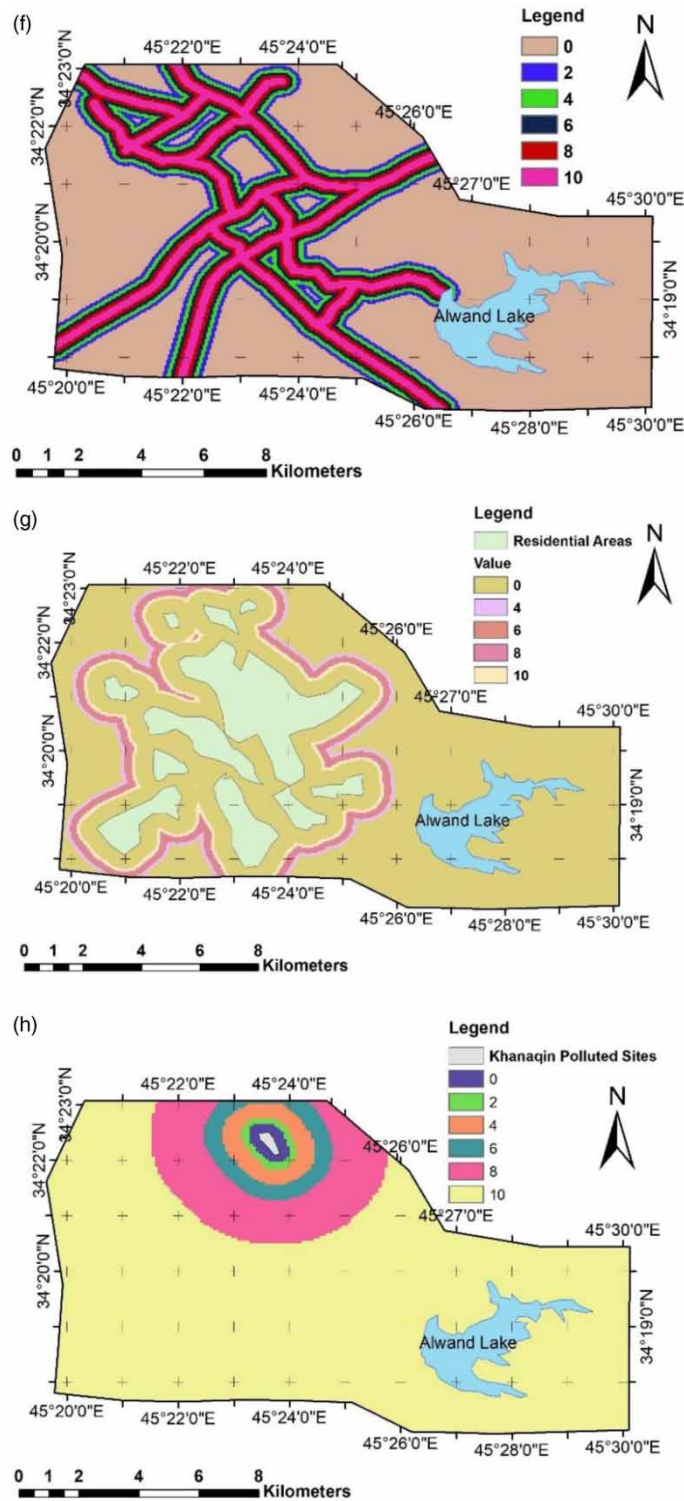 (f)
45°22'0"E 45°24'0"E
Legend
0
2
4
6
8
10
N
34°23'0"N
34°22'0"N
34°20'0"N
45°26'0"E
45°27'0"E
45°30'0"E
34°19'0"N
Alwand Lake
45°20'0"E
45°22'0"E 45°24'0"E
45°26'0"E
45°28'0"E
45°30'0"E
0 1 2 4 6 8
Kilometers
(g)
45°22'0"E 45°24'0"E
Legend
Residential Areas
Value
0
4
6
8
10
N
34°23'0"N
34°22'0"N
34°20'0"N
45°26'0"E
45°27'0"E
45°30'0"E
34°19'0"N
Alwand Lake
45°20'0"E
45°22'0"E 45°24'0"E
45°26'0"E
45°28'0"E
45°30'0"E
0 1 2 4 6 8
Kilometers
(h)
45°22'0"E 45°24'0"E
Legend
Khanaqin Polluted Sites
0
2
4
6
8
10
N
34°23'0"N
34°22'0"N
34°20'0"N
45°26'0"E
45°27'0"E
45°30'0"E
34°19'0"N
Alwand Lake
45°20'0"E
45°22'0"E 45°24'0"E
45°26'0"E
45°28'0"E
45°30'0"E
0 1 2 4 6 8
Kilometers